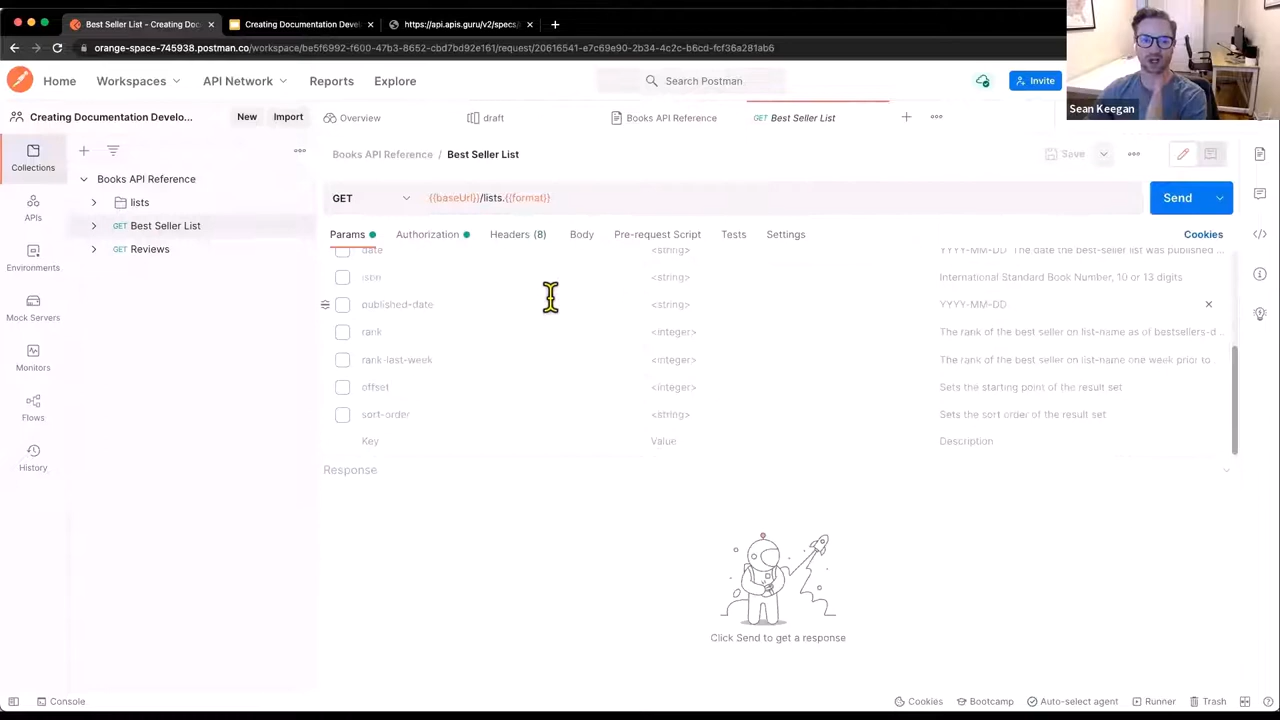 Best Seller List - Creating Doc
Creating Documentation Devel
https://api.apis.guru/v2/specs
orange-space-745938.postman.co/workspace/be5f6992-f600-47b3-8652-cbd7bd92e161/request/20616541-e7c69e90-2b34-4c2c-b6cd-fcf36a281ab6
Home
Workspaces
API Network
Reports
Explore
Search Postman
Invite
Sean Keegan
Creating Documentation Develo...
New
Import
Overview
draft
Books API Reference
GET Best Seller List
Collections
APIs
Environments
Mock Servers
Monitors
Flows
History
Books API Reference
lists
GET Best Seller List
GET Reviews
Books API Reference / Best Seller List
Save
GET
{{baseUrl}}/lists.{{format}}
Send
Params
Authorization
Headers (8)
Body
Pre-request Script
Tests
Settings
Cookies
date <string> YYYY-MM-DD The date the best-seller list was published ...
isbn <string> International Standard Book Number, 10 or 13 digits
published-date <string> YYYY-MM-DD
rank <integer> The rank of the best seller on list-name as of bestsellers-d ...
rank-last-week <integer> The rank of the best seller on list-name one week prior to
offset <integer> Sets the starting point of the result set
sort-order <string> Sets the sort order of the result set
Key Value Description
Response
Click Send to get a response
Console
Cookies
Bootcamp
Auto-select agent
Runner
Trash